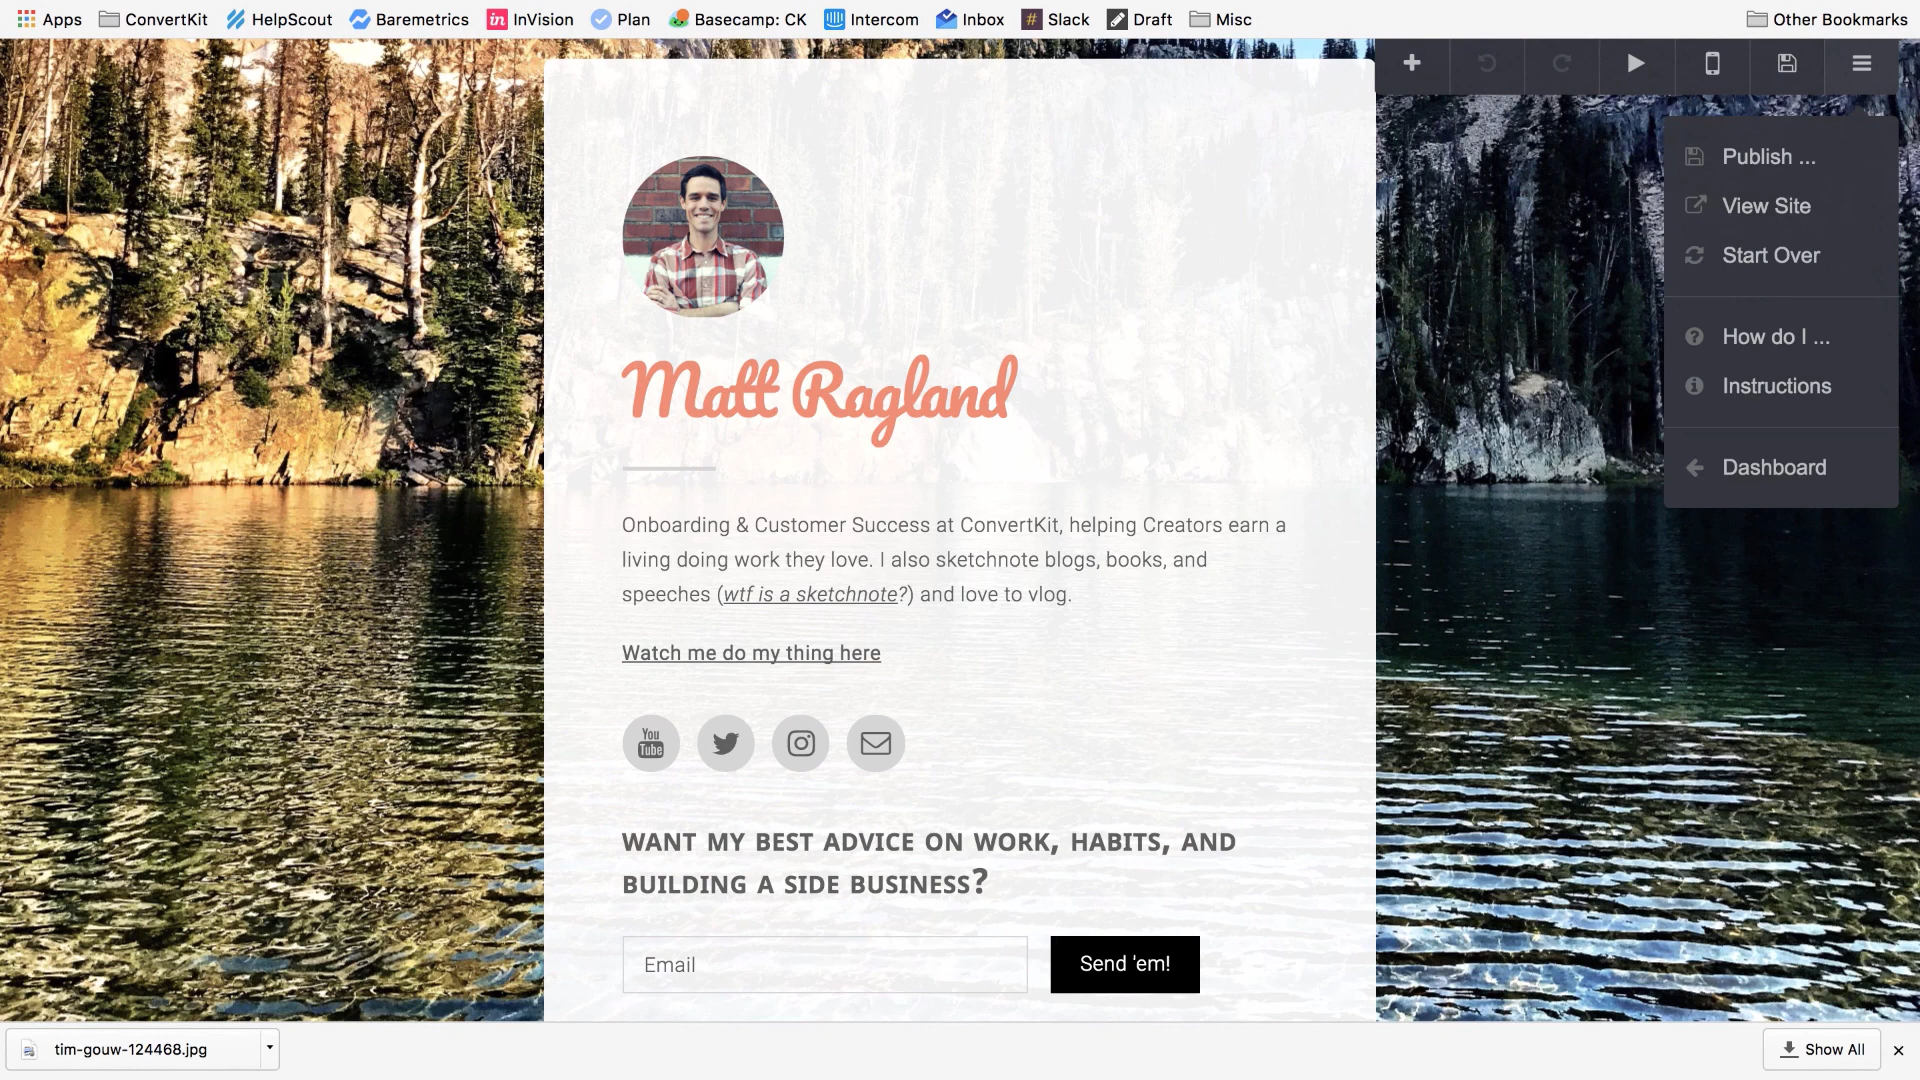 Apps ConvertKit HelpScout Baremetrics in InVision Plan Basecamp: CK Intercom Inbox # Slack Draft Misc Other Bookmarks
Publish ...
View Site
Start Over
How do I ...
Instructions
Dashboard
Matt Ragland
Onboarding & Customer Success at ConvertKit, helping Creators earn a
living doing work they love. I also sketchnote blogs, books, and
speeches (wtf is a sketchnote?) and love to vlog.
Watch me do my thing here
You
Tube
WANT MY BEST ADVICE ON WORK, HABITS, AND
BUILDING A SIDE BUSINESS?
Email
Send 'em!
tim-gouw-124468.jpg
Show All